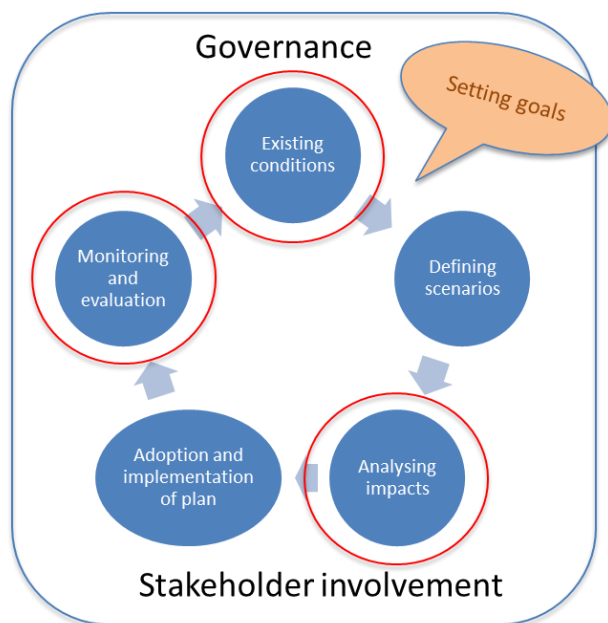 Governance
Setting goals
Existing
conditions
Defining
scenarios
Analysing
impacts
Adoption and
implementation
of plan
Monitoring
and
evaluation
Stakeholder involvement